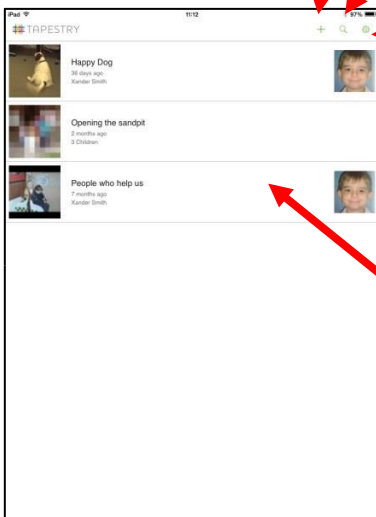 iPad 11:12 97%
TAPESTRY
Happy Dog
36 days ago
Xander Smith
Opening the sandpit
2 months ago
3 Children
People who help us
7 months ago
Xander Smith